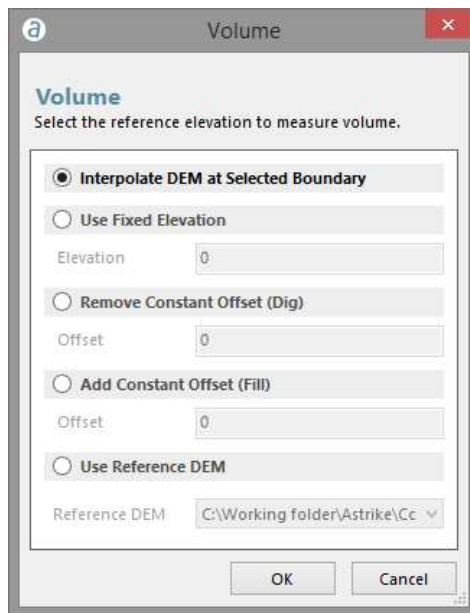 a Volume
Volume
Select the reference elevation to measure volume.
Interpolate DEM at Selected Boundary
Use Fixed Elevation
Elevation 0
Remove Constant Offset (Dig)
Offset 0
Add Constant Offset (Fill)
Offset 0
Use Reference DEM
Reference DEM C:\Working folder\Astrike\Cc
OK Cancel